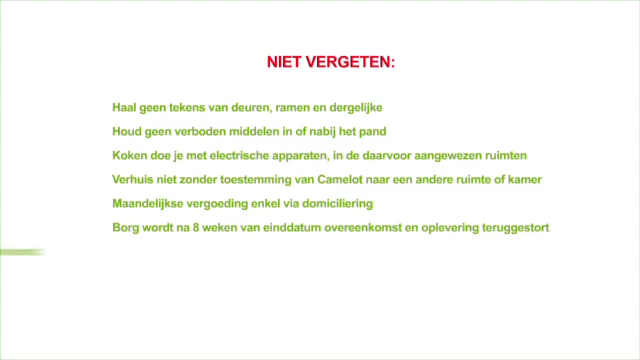 NIET VERGETEN:
Haal geen tekens van deuren, ramen en dergelijke
Houd geen verboden middelen in of nabij het pand
Koken doe je met electrische apparaten, in de daarvoor aangewezen ruimten
Verhuis niet zonder toestemming van Camelot naar een andere ruimte of kamer
Maandelijkse vergoeding enkel via domiciliering
Borg wordt na 8 weken van einddatum overeenkomst en oplevering teruggestort